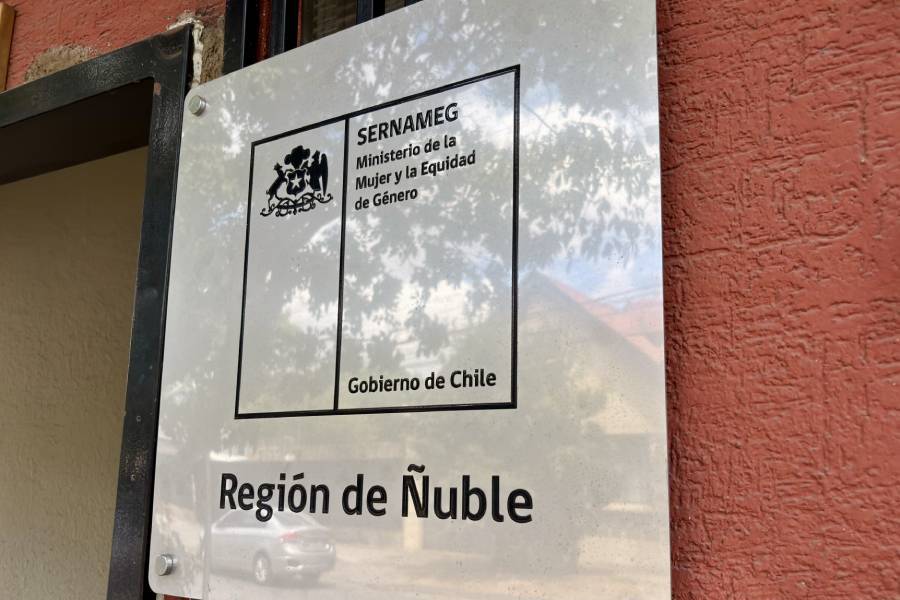 SERNAMEG
Ministerio de la
Mujer y la Equidad
de Género
Gobierno de Chile
Región de Ñuble